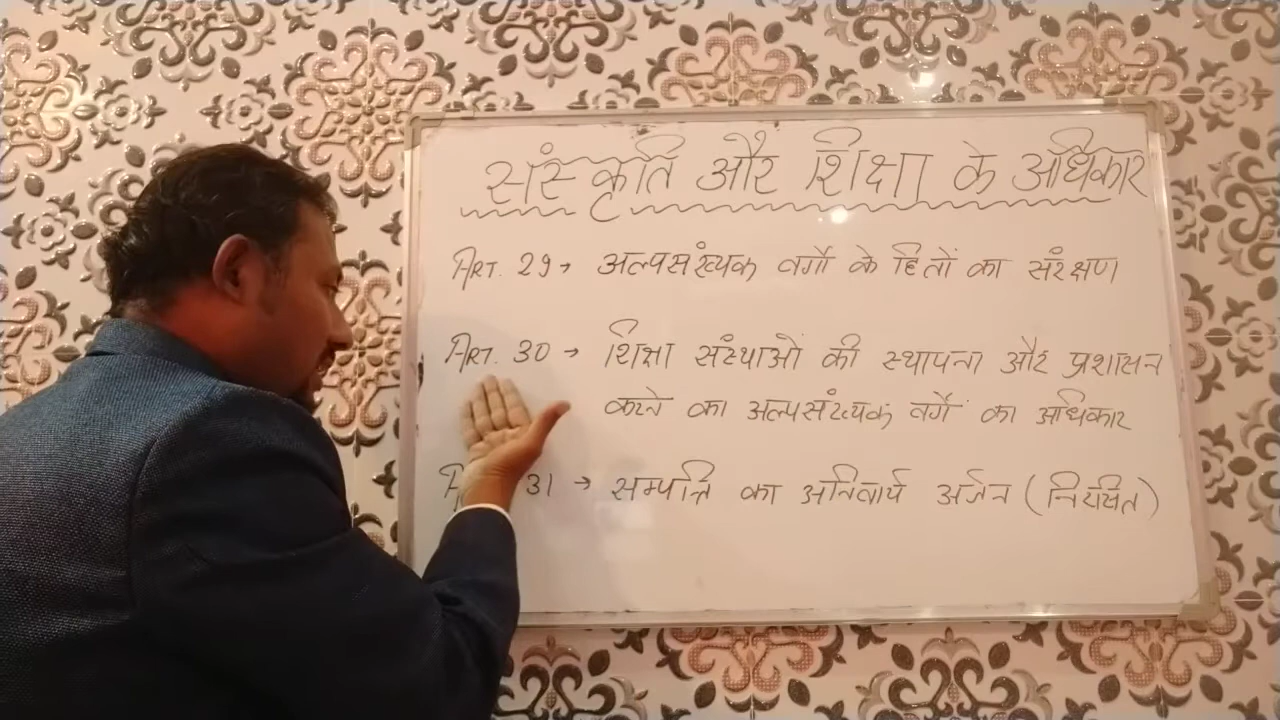 संस्कृति और शिक्षा के अधिकार
ART. 29 → अल्पसंख्यक वर्गों के हितों का संरक्षण
ART. 30 → शिक्षा संस्थाओं की स्थापना और प्रशासन
करने का अल्पसंख्यक वर्गों का अधिकार
31 → सम्पत्ति का अनिवार्य अर्जन (निरसित)